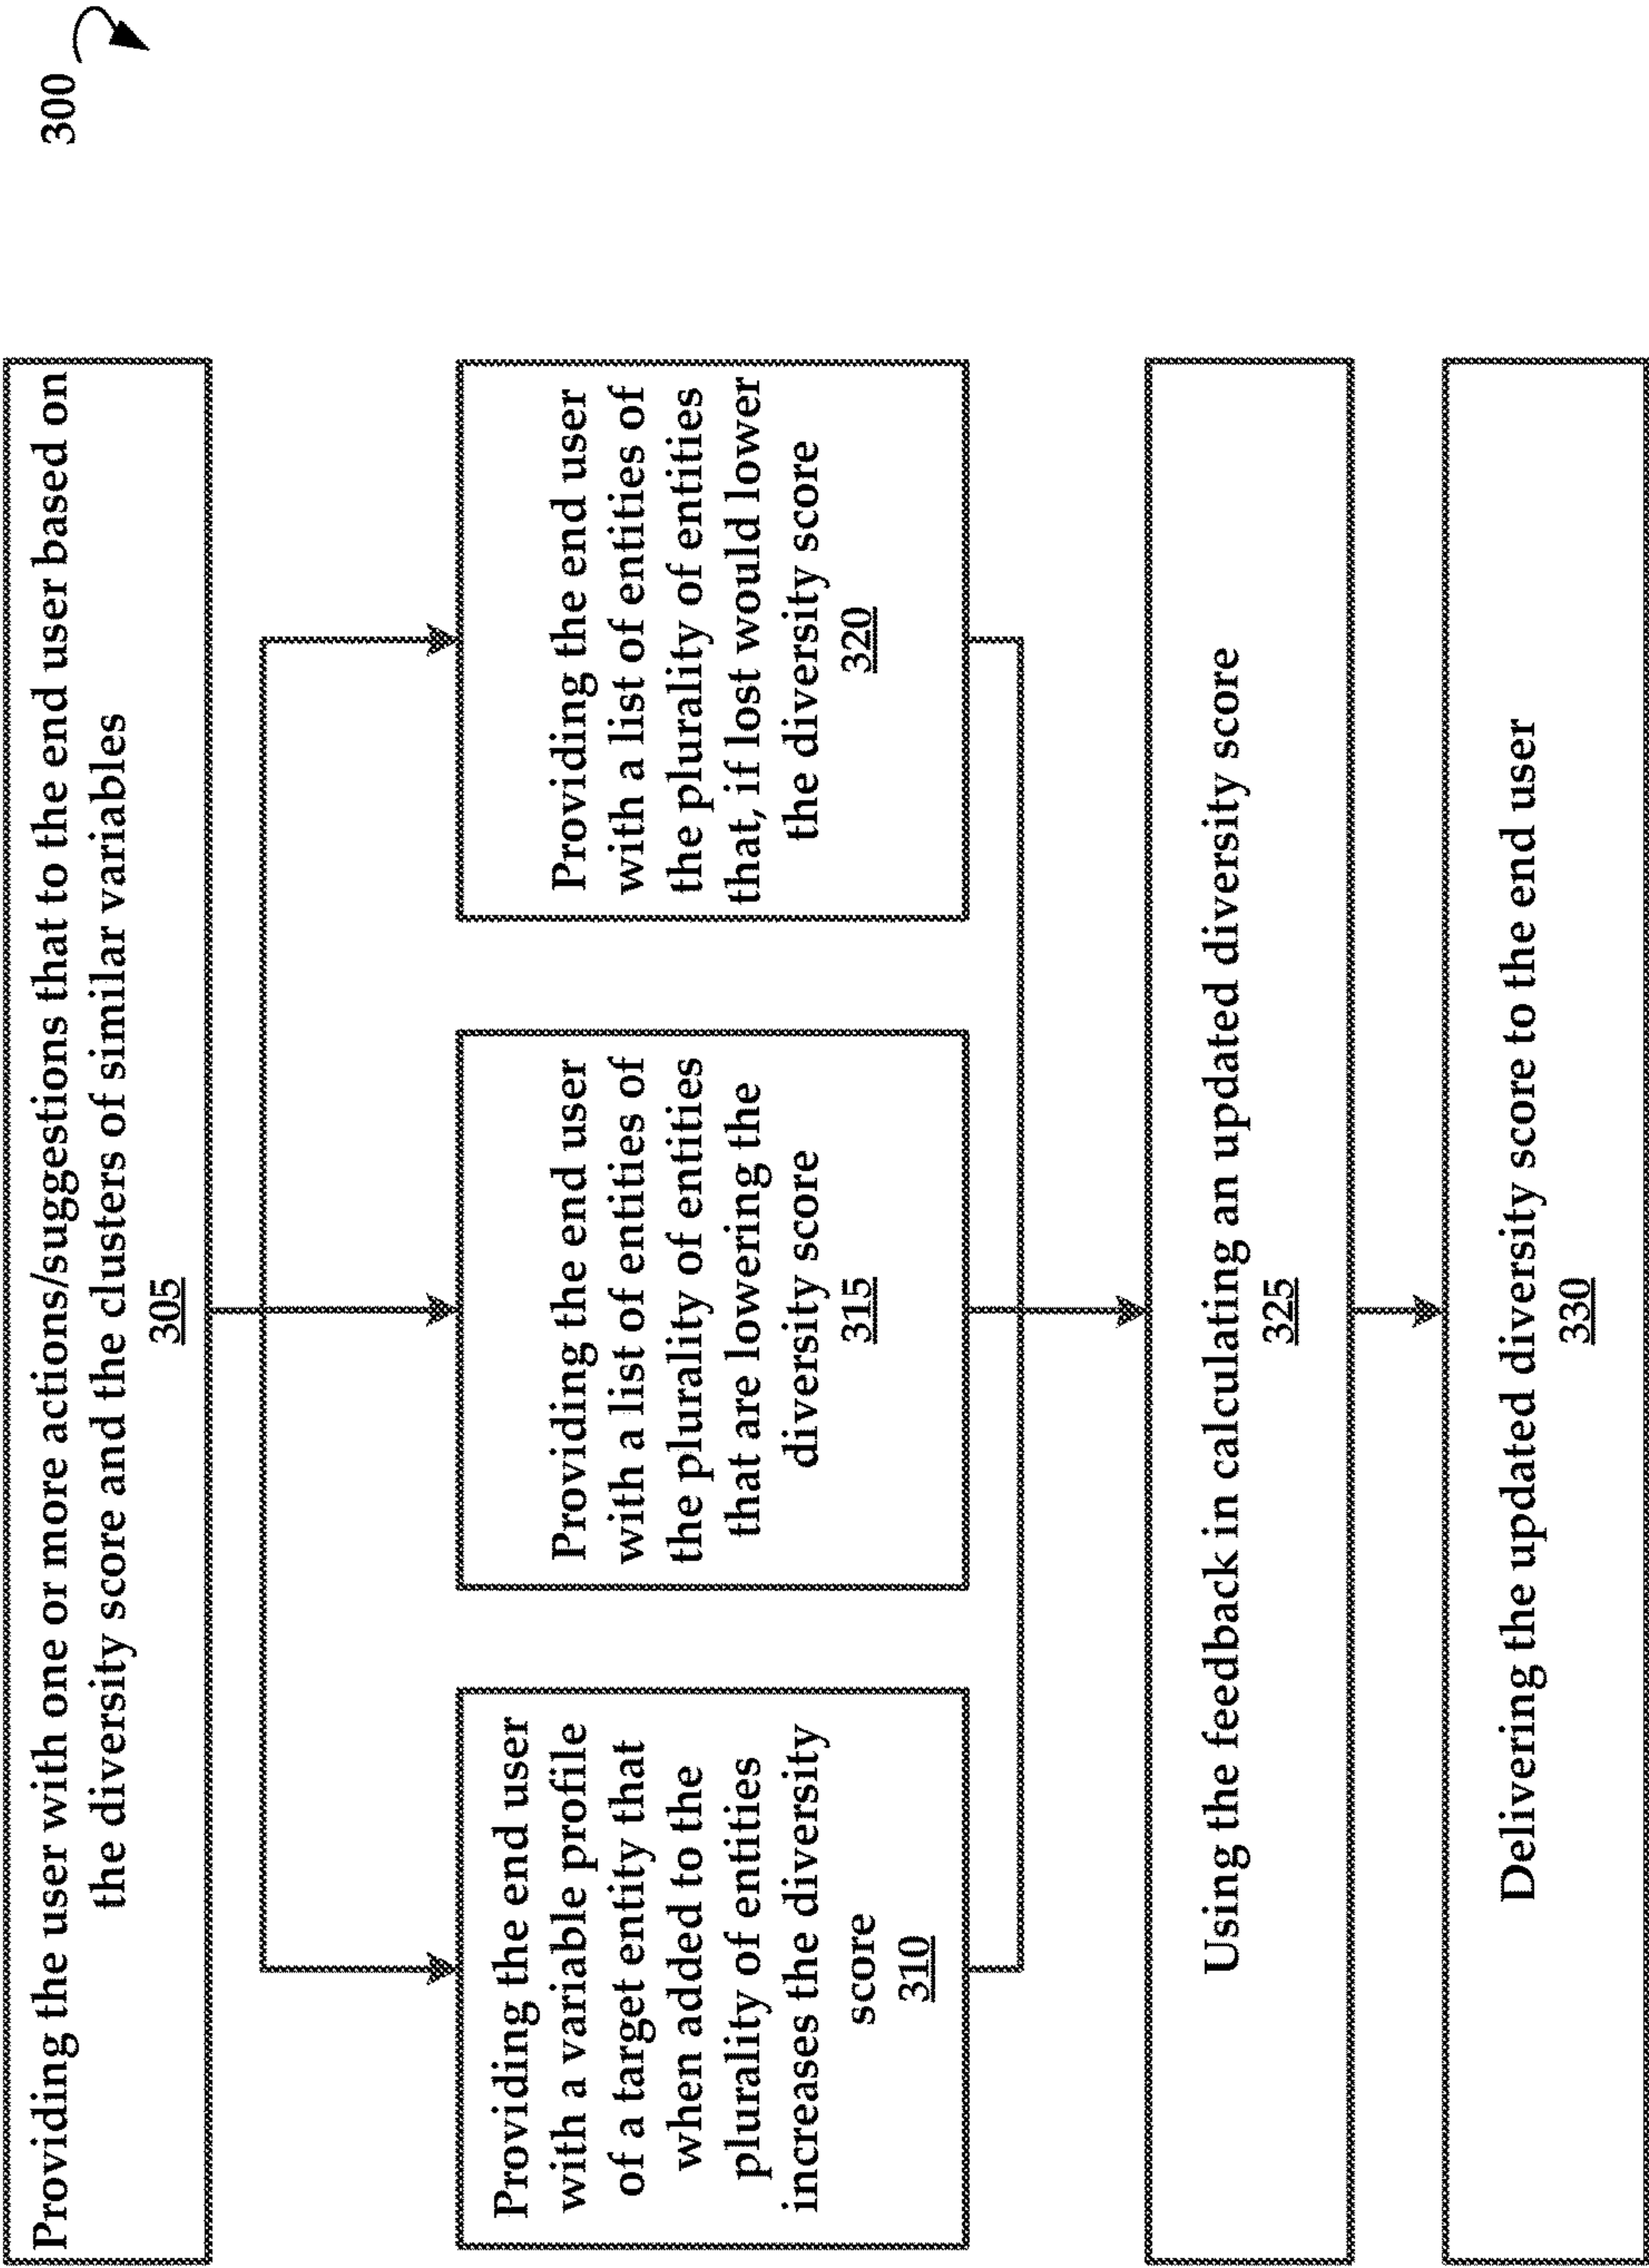 300
Providing the user with one or more actions/suggestions that to the end user based on
the diversity score and the clusters of similar variables
305
Providing the end user
with a variable profile
of a target entity that
when added to the
plurality of entities
increases the diversity
score
310
Providing the end user
with a list of entities of
the plurality of entities
that are lowering the
diversity score
315
Providing the end user
with a list of entities of
the plurality of entities
that, if lost would lower
the diversity score
320
Using the feedback in calculating an updated diversity score
325
Delivering the updated diversity score to the end user
330